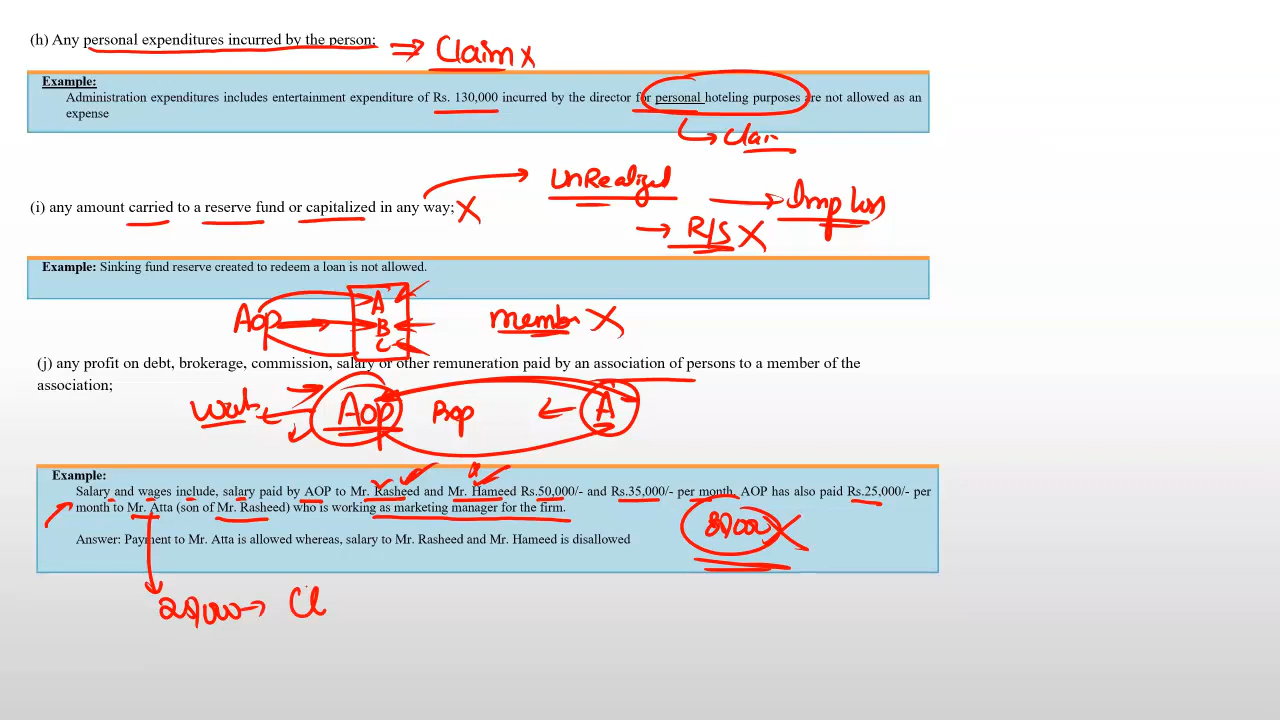 (h) Any personal expenditures incurred by the person; ⇒ Claim x
Example:
Administration expenditures includes entertainment expenditure of Rs. 130,000 incurred by the director for personal hoteling purposes are not allowed as an
expense
→ Clai
UnRealized
(i) any amount carried to a reserve fund or capitalized in any way; X
→ Imp Loss
→ R/S X
Example: Sinking fund reserve created to redeem a loan is not allowed.
Aop A
B
C
member X
(j) any profit on debt, brokerage, commission, salary or other remuneration paid by an association of persons to a member of the
association;
Aop Prop ← A
Example:
Salary and wages include, salary paid by AOP to Mr. Rasheed and Mr. Hameed Rs.50,000/- and Rs.35,000/- per month. AOP has also paid Rs.25,000/- per
month to Mr. Atta (son of Mr. Rasheed) who is working as marketing manager for the firm.
Answer: Payment to Mr. Atta is allowed whereas, salary to Mr. Rasheed and Mr. Hameed is disallowed
→ Cl